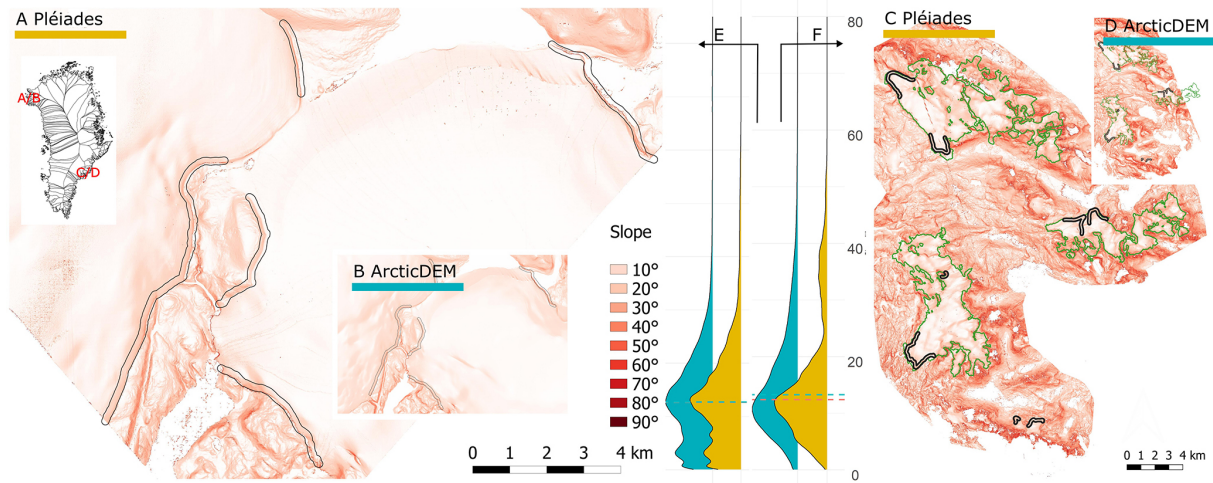 A Pléiades
A/B
C/D
B ArcticDEM
Slope
10°
20°
30°
40°
50°
60°
70°
80°
90°
0 1 2 3 4 km
E
F
80
60
40
20
0
C Pléiades
D ArcticDEM
0 1 2 3 4 km